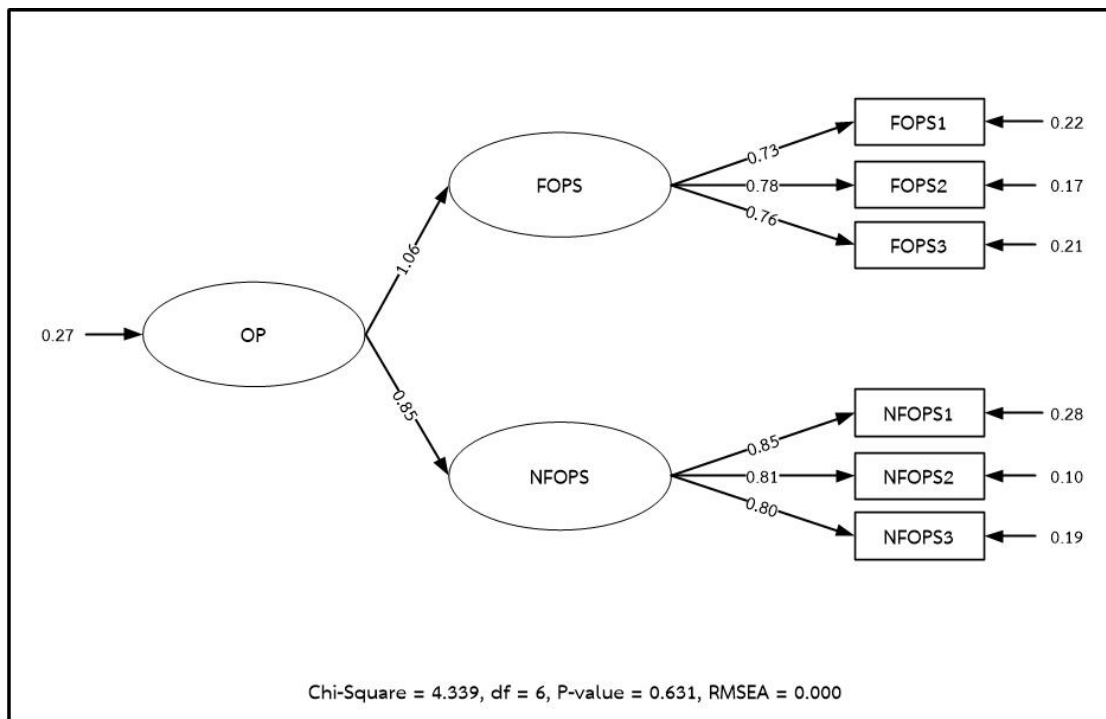 FOPS1
0.22
0.73
FOPS
0.78
FOPS2
0.17
0.76
FOPS3
0.21
1.06
0.27
OP
0.85
NFOPS1
0.28
0.85
NFOPS
0.81
NFOPS2
0.10
0.80
NFOPS3
0.19
Chi-Square = 4.339, df = 6, P-value = 0.631, RMSEA = 0.000